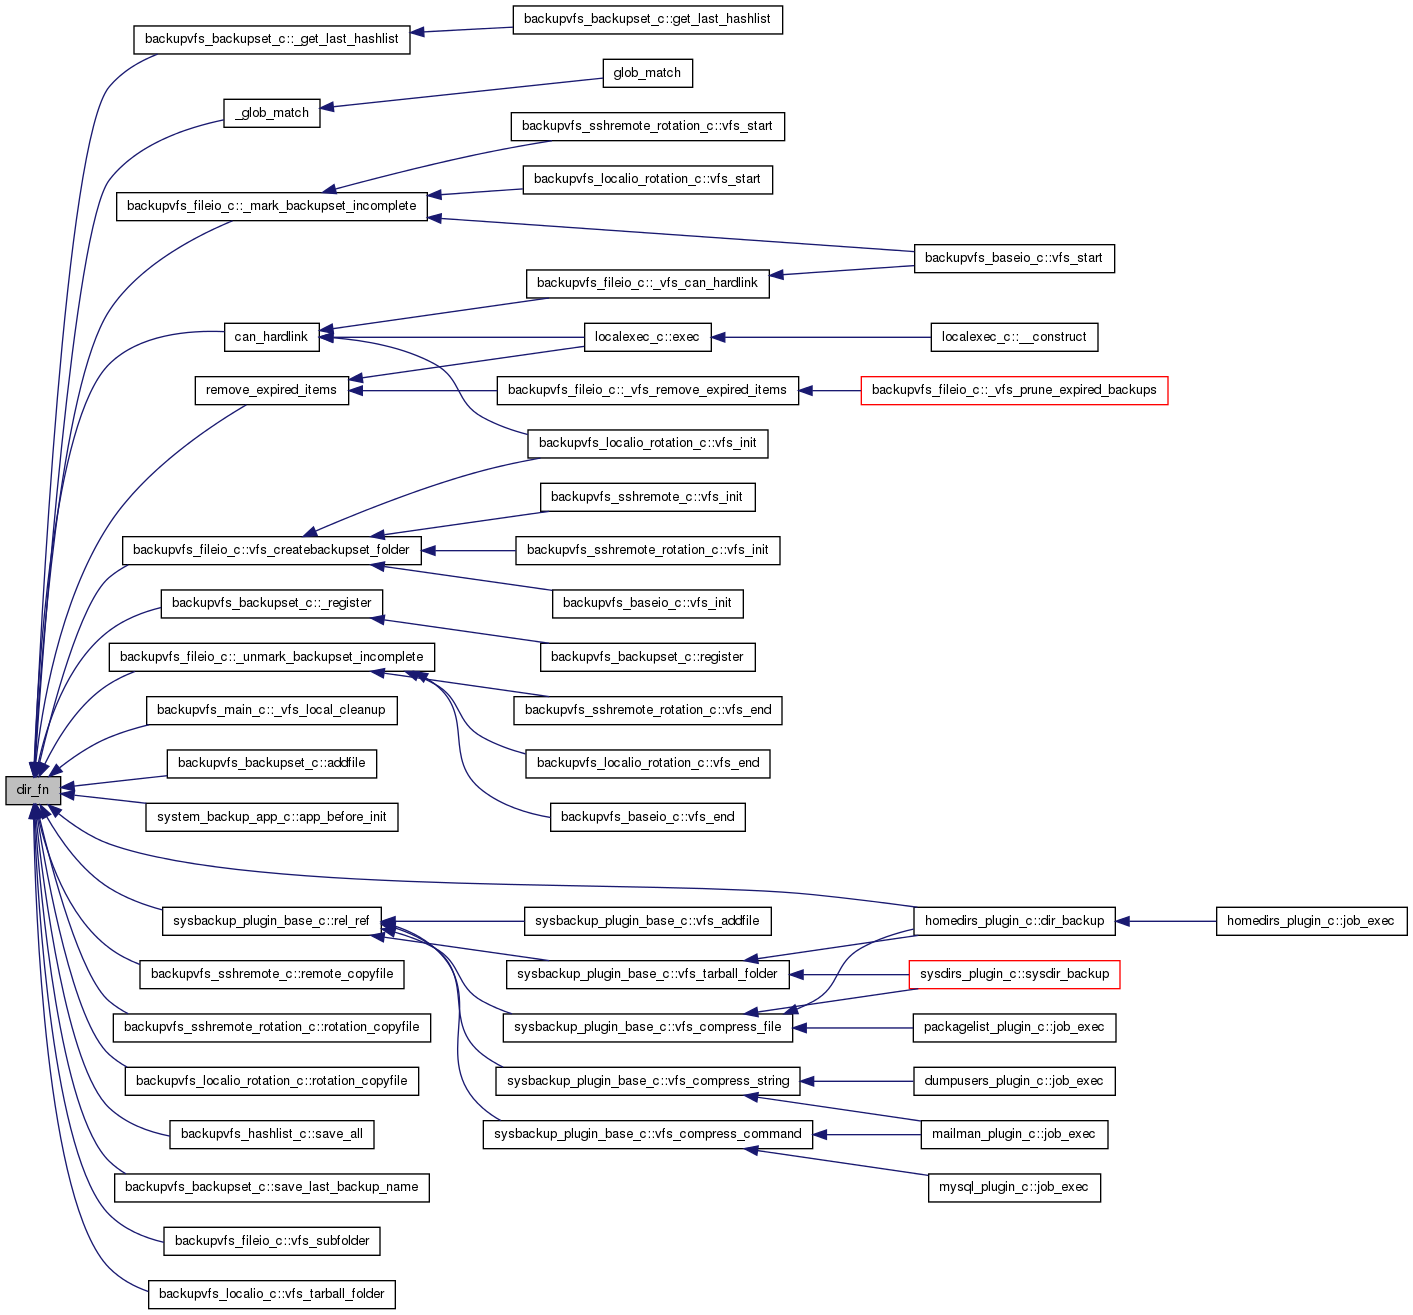 backupvfs_backupset_c::get_last_hashlist
backupvfs_backupset_c::_get_last_hashlist
glob_match
_glob_match
backupvfs_sshremote_rotation_c::vfs_start
backupvfs_localio_rotation_c::vfs_start
backupvfs_fileio_c::_mark_backupset_incomplete
backupvfs_baseio_c::vfs_start
backupvfs_fileio_c::_vfs_can_hardlink
can_hardlink
localexec_c::exec
localexec_c::__construct
remove_expired_items
backupvfs_fileio_c::_vfs_remove_expired_items
backupvfs_fileio_c::_vfs_prune_expired_backups
backupvfs_localio_rotation_c::vfs_init
backupvfs_sshremote_c::vfs_init
backupvfs_fileio_c::vfs_createbackupset_folder
backupvfs_sshremote_rotation_c::vfs_init
backupvfs_backupset_c::_register
backupvfs_baseio_c::vfs_init
backupvfs_fileio_c::_unmark_backupset_incomplete
backupvfs_backupset_c::register
backupvfs_main_c::_vfs_local_cleanup
backupvfs_sshremote_rotation_c::vfs_end
backupvfs_backupset_c::addfile
backupvfs_localio_rotation_c::vfs_end
dir_fn
system_backup_app_c::app_before_init
backupvfs_baseio_c::vfs_end
sysbackup_plugin_base_c::rel_ref
sysbackup_plugin_base_c::vfs_addfile
homedirs_plugin_c::dir_backup
homedirs_plugin_c::job_exec
backupvfs_sshremote_c::remote_copyfile
sysbackup_plugin_base_c::vfs_tarball_folder
sysdirs_plugin_c::sysdir_backup
backupvfs_sshremote_rotation_c::rotation_copyfile
sysbackup_plugin_base_c::vfs_compress_file
packagelist_plugin_c::job_exec
backupvfs_localio_rotation_c::rotation_copyfile
sysbackup_plugin_base_c::vfs_compress_string
dumpusers_plugin_c::job_exec
backupvfs_hashlist_c::save_all
sysbackup_plugin_base_c::vfs_compress_command
mailman_plugin_c::job_exec
backupvfs_backupset_c::save_last_backup_name
mysql_plugin_c::job_exec
backupvfs_fileio_c::vfs_subfolder
backupvfs_localio_c::vfs_tarball_folder